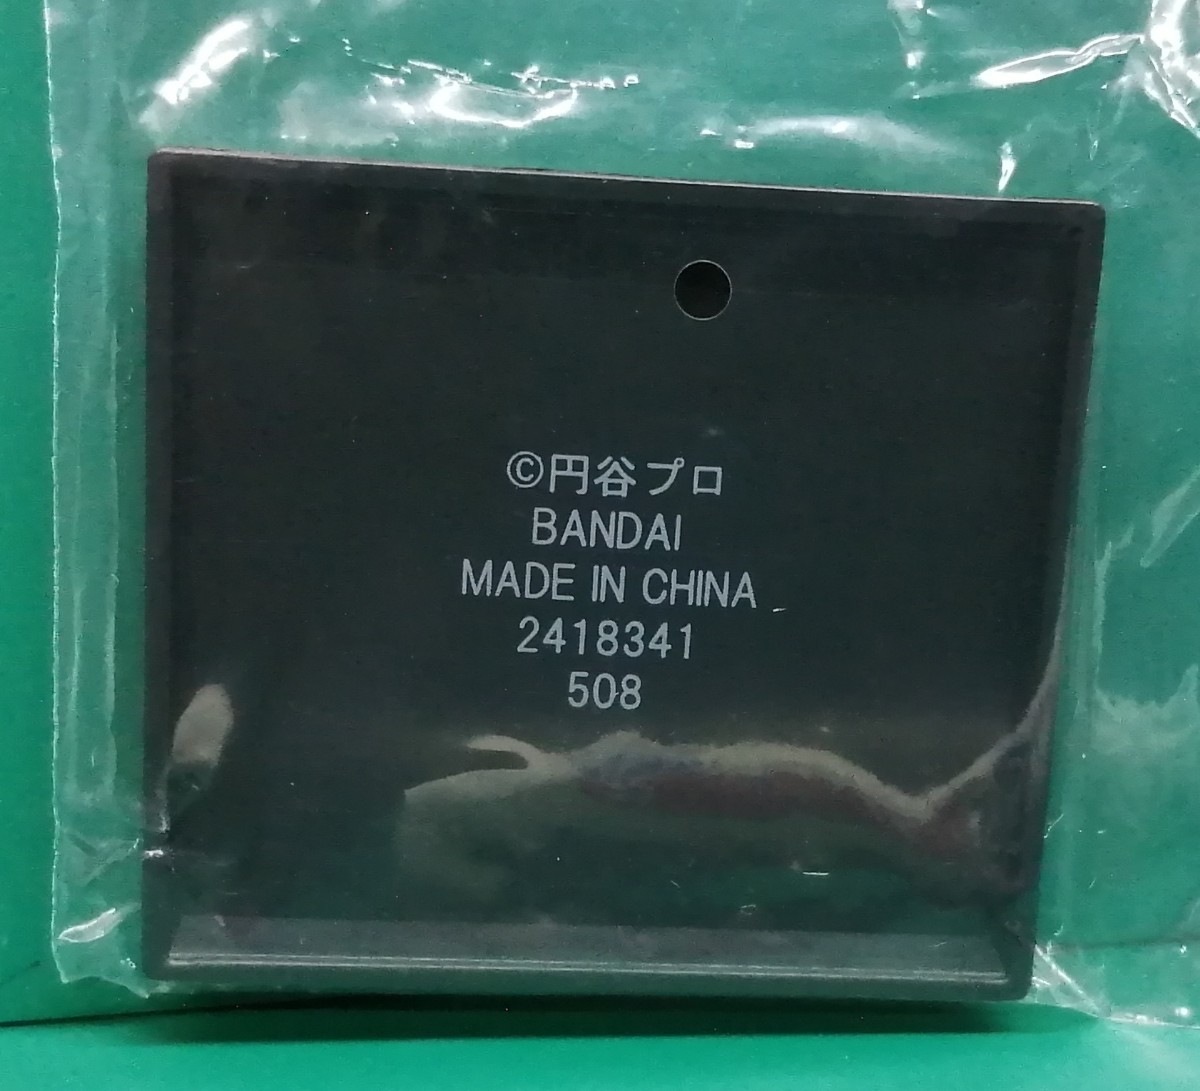 ©円谷プロ
BANDAI
MADE IN CHINA
2418341
508